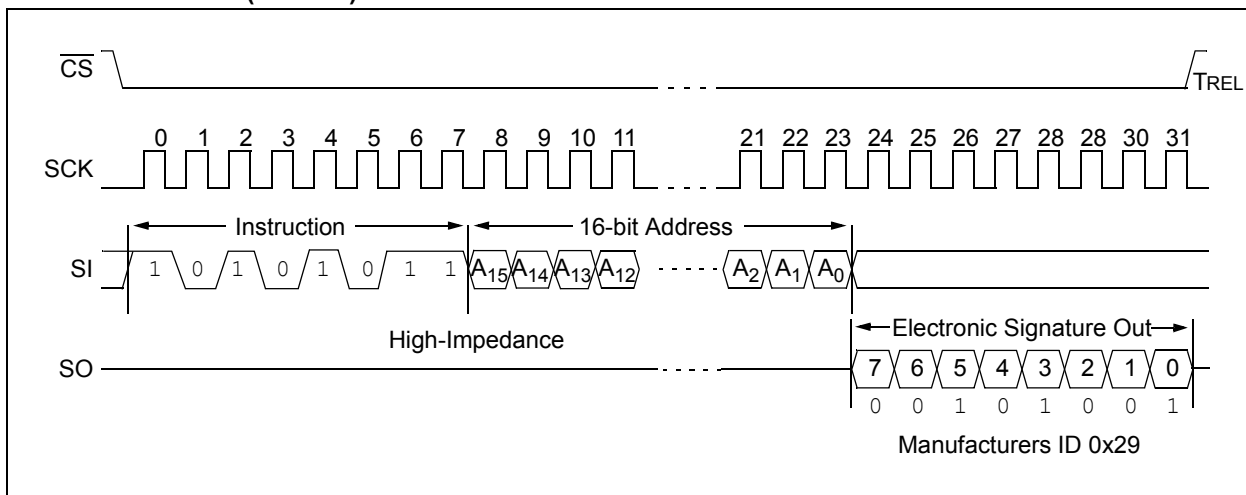 CS
TREL
0 1 2 3 4 5 6 7 8 9 10 11 21 22 23 24 25 26 27 28 28 30 31
SCK
Instruction 16-bit Address
SI 1 0 1 0 1 0 1 1 A15 A14 A13 A12 A2 A1 A0
High-Impedance Electronic Signature Out
SO 7 6 5 4 3 2 1 0
0 0 1 0 1 0 0 1
Manufacturers ID 0x29